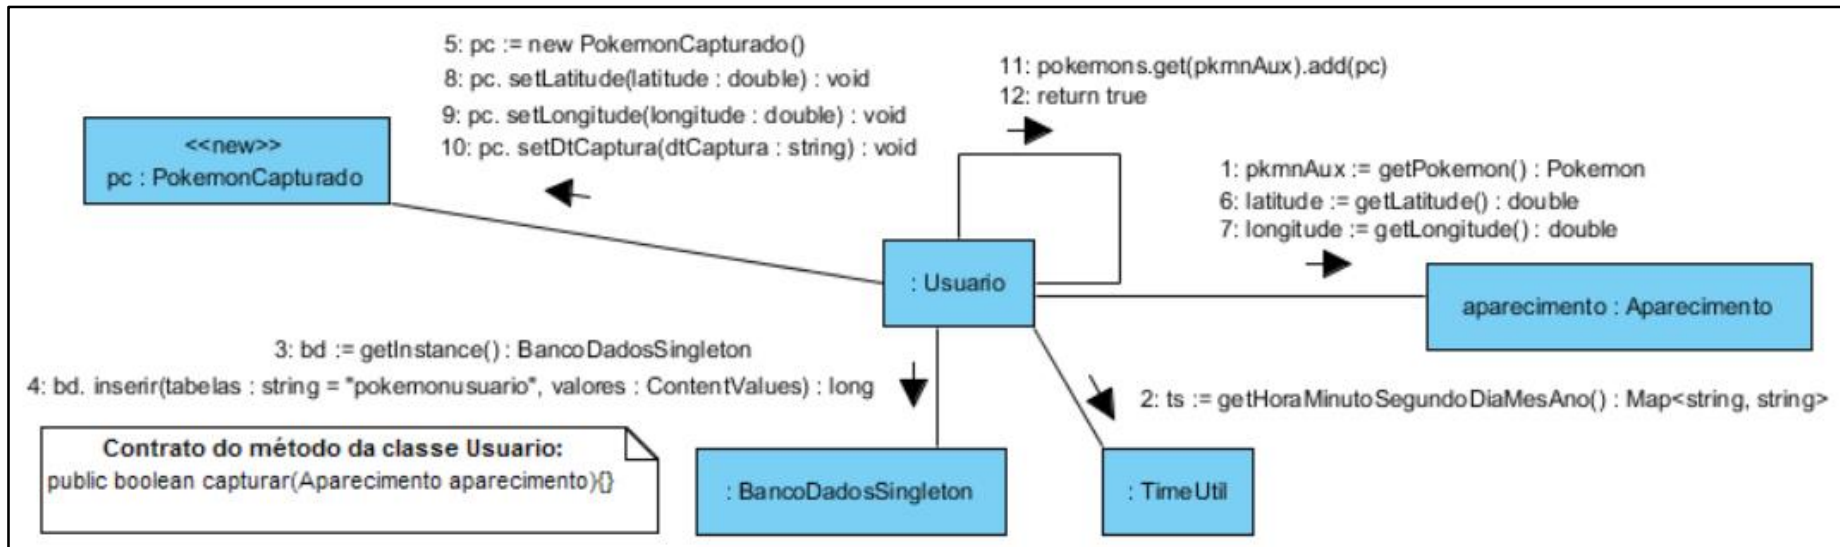 5: pc := new PokemonCapturado()
8: pc. setLatitude(latitude : double) : void
9: pc. setLongitude(longitude : double) : void
10: pc. setDtCaptura(dtCaptura : string) : void
11: pokemons.get(pkmnAux).add(pc)
12: return true
<<new>>
pc : PokemonCapturado
1: pkmnAux := getPokemon() : Pokemon
6: latitude := getLatitude() : double
7: longitude := getLongitude() : double
: Usuario
aparecimento : Aparecimento
3: bd := getInstance() : BancoDadosSingleton
4: bd. inserir(tabelas : string = "pokemonusuario", valores : ContentValues) : long
2: ts := getHoraMinutoSegundoDiaMesAno() : Map<string, string>
Contrato do método da classe Usuario:
public boolean capturar(Aparecimento aparecimento){}
: BancoDadosSingleton
: TimeUtil